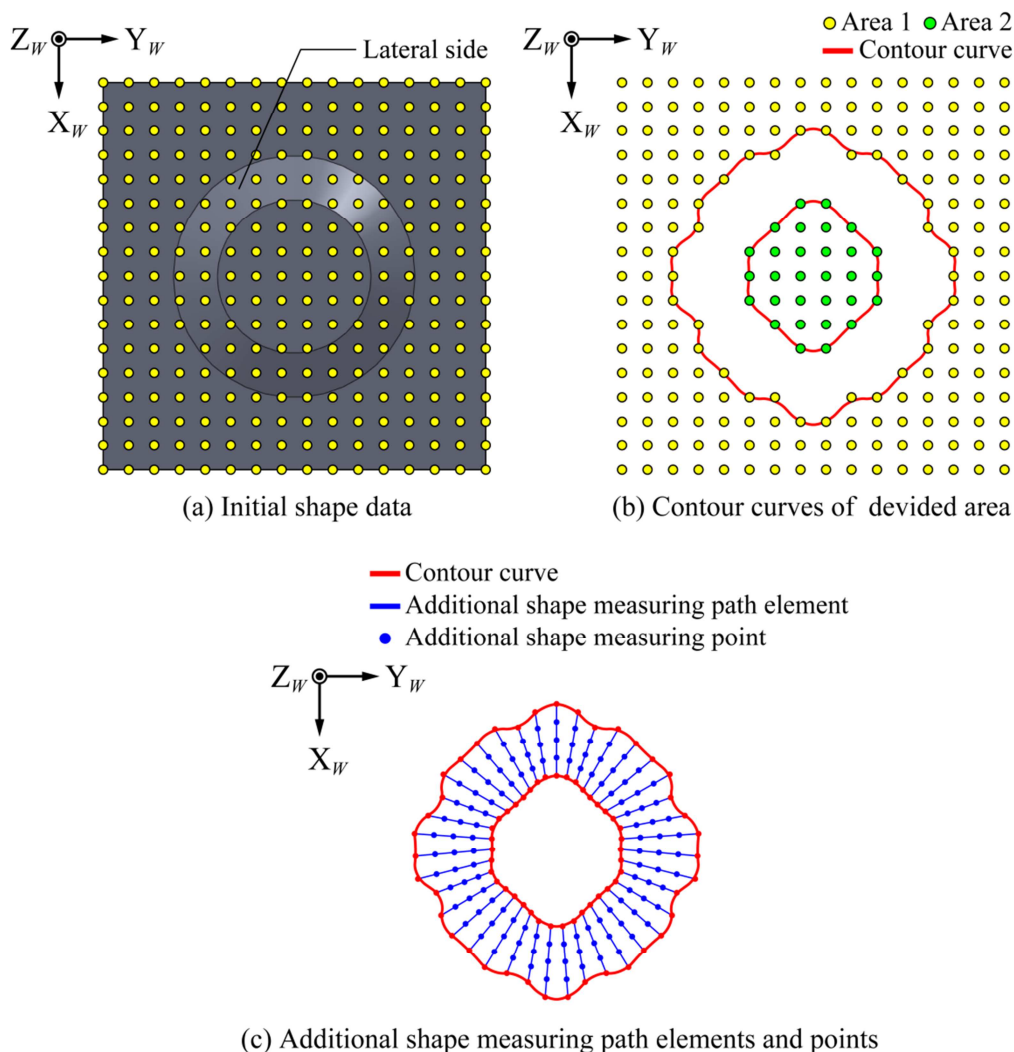 Z_W Y_W
X_W
Lateral side
(a) Initial shape data
Z_W Y_W
X_W
Area 1 Area 2
Contour curve
(b) Contour curves of devided area
Contour curve
Additional shape measuring path element
Additional shape measuring point
Z_W Y_W
X_W
(c) Additional shape measuring path elements and points